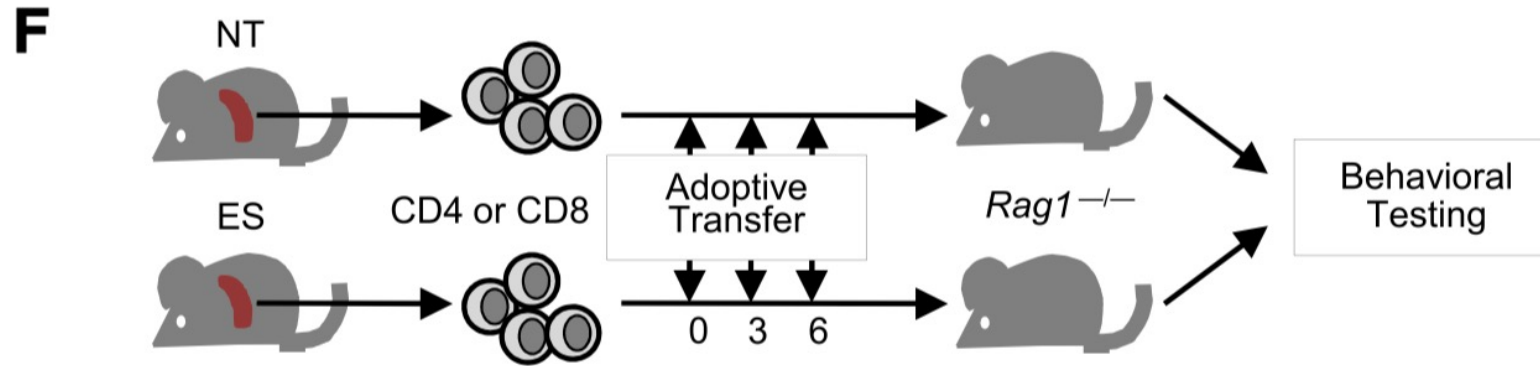 F
NT
ES
CD4 or CD8
Adoptive
Transfer
0 3 6
Rag1 —/—
Behavioral
Testing